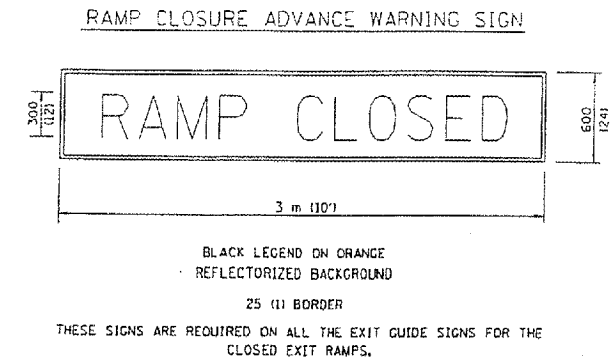 RAMP CLOSURE ADVANCE WARNING SIGN
300
(12)
RAMP CLOSED
600
(24)
3 m (10')
BLACK LEGEND ON ORANGE
REFLECTORIZED BACKGROUND
25 (1) BORDER
THESE SIGNS ARE REQUIRED ON ALL THE EXIT GUIDE SIGNS FOR THE
CLOSED EXIT RAMPS.